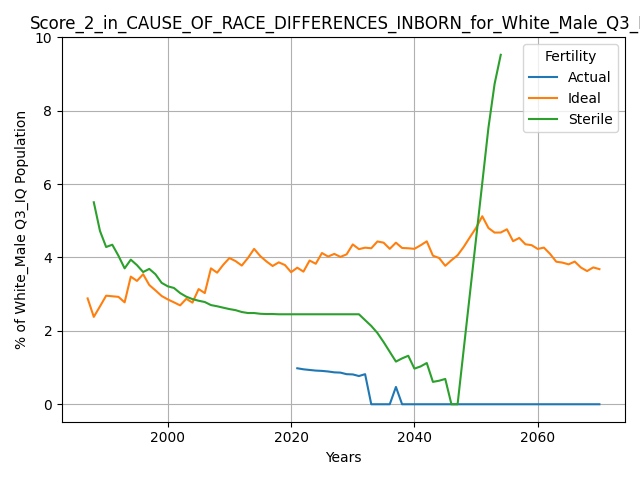 Score_2_in_CAUSE_OF_RACE_DIFFERENCES_INBORN_for_White_Male_Q3_
10
Fertility
Actual
Ideal
Sterile
8
6
4
2
0
% of White_Male Q3_IQ Population
2000
2020
2040
2060
Years